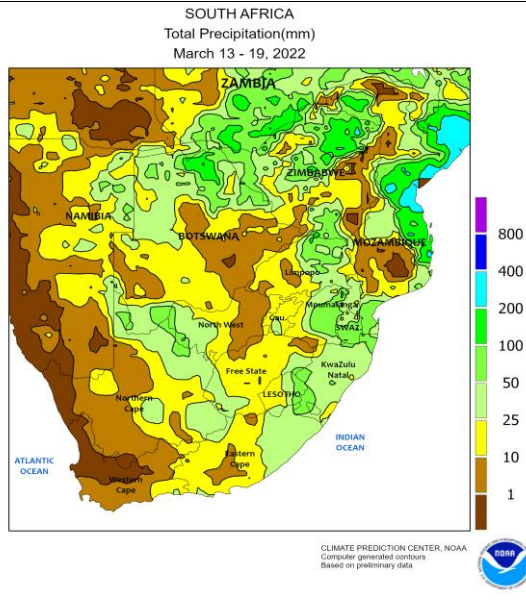 SOUTH AFRICA
Total Precipitation(mm)
March 13 - 19, 2022
ZAMBIA
ZIMBABWE
NAMIBIA
BOTSWANA
MOZAMBIQUE
Limpopo
Mpumalanga
Gau.
North West
SWAZ.
Free State
KwaZulu
Natal
LESOTHO
Northern
Cape
INDIAN
OCEAN
Eastern
Cape
ATLANTIC
OCEAN
Western
Cape
800
400
200
100
50
25
10
1
CLIMATE PREDICTION CENTER, NOAA
Computer generated contours
Based on preliminary data
NOAA